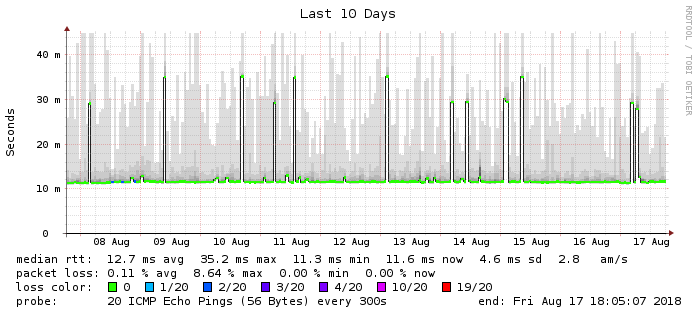 Last 10 Days
RRDTOOL / TOBI OETIKER
Seconds
40 m
30 m
20 m
10 m
0
08 Aug 09 Aug 10 Aug 11 Aug 12 Aug 13 Aug 14 Aug 15 Aug 16 Aug 17 Aug
median rtt: 12.7 ms avg 35.2 ms max 11.3 ms min 11.6 ms now 4.6 ms sd 2.8 am/s
packet loss: 0.11 % avg 8.64 % max 0.00 % min 0.00 % now
loss color: 0 1/20 2/20 3/20 4/20 10/20 19/20
probe: 20 ICMP Echo Pings (56 Bytes) every 300s end: Fri Aug 17 18:05:07 2018